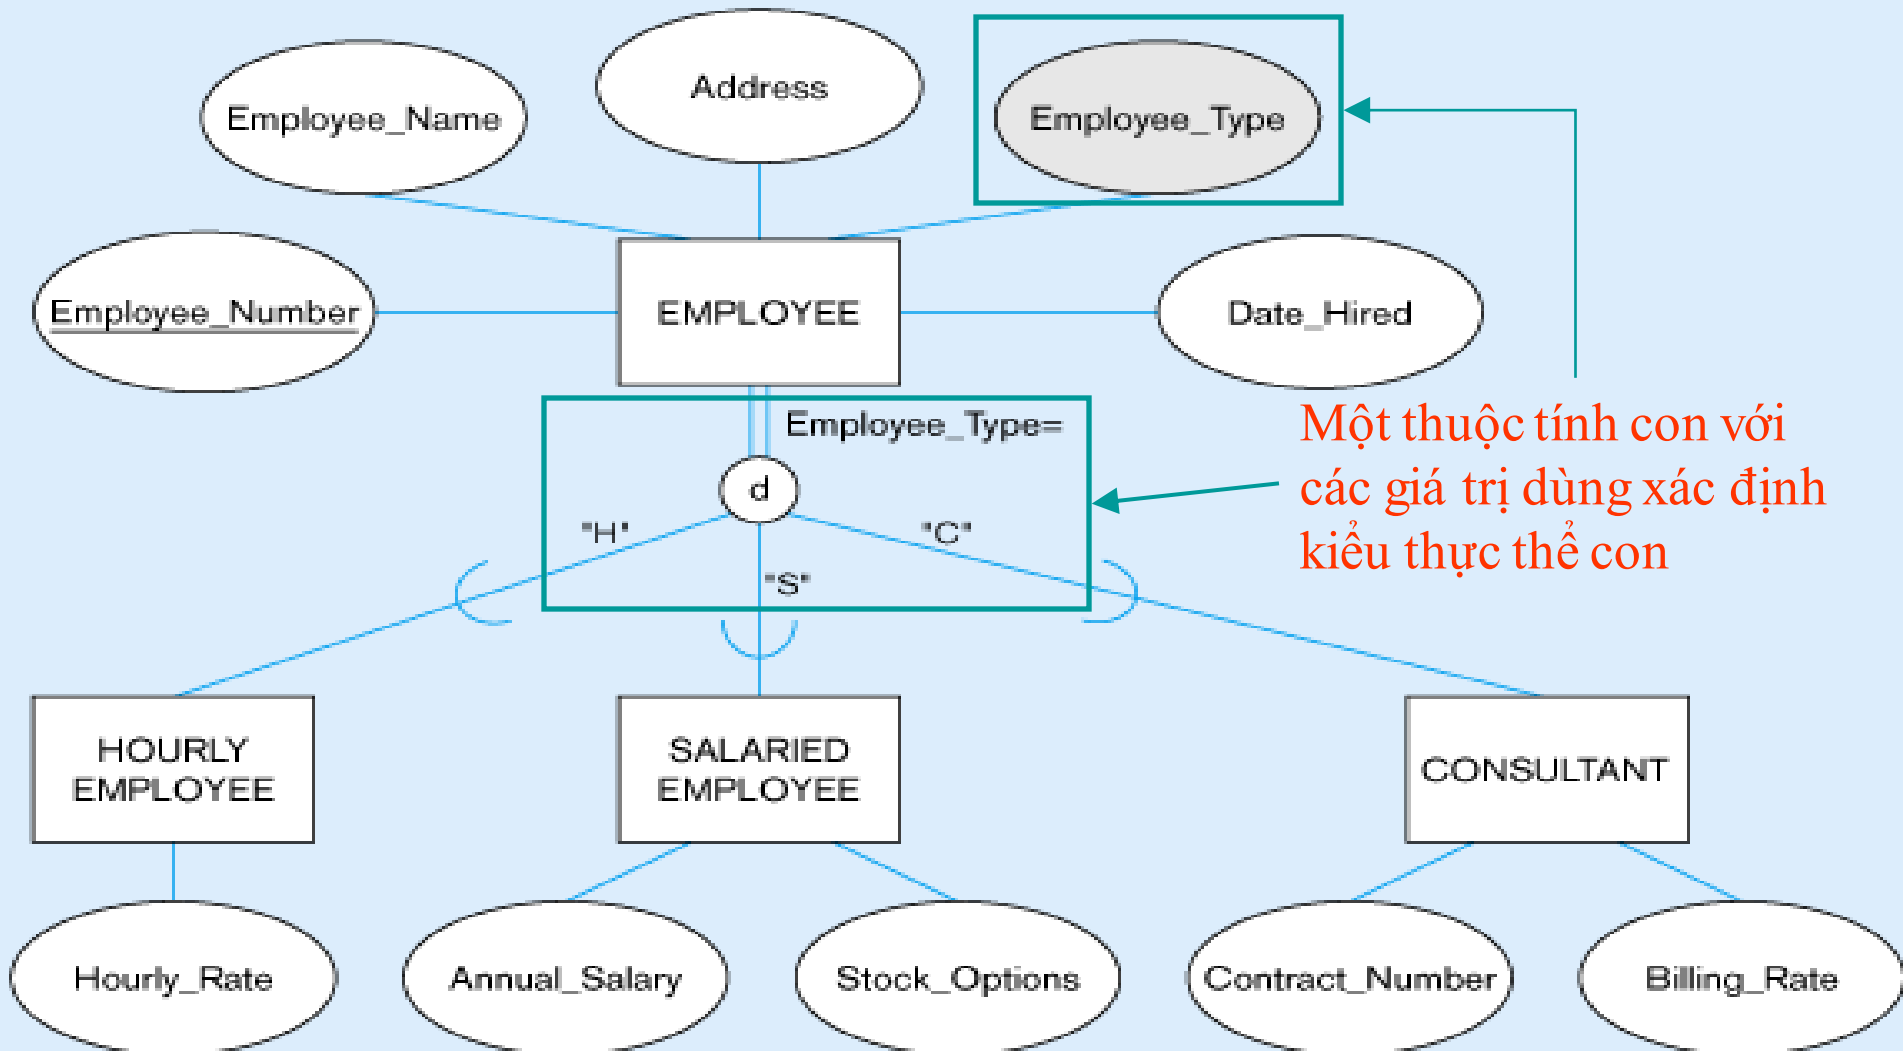 Address
Employee_Name
Employee_Type
Employee_Number
EMPLOYEE
Date_Hired
Employee_Type=
d
"H"
"C"
"S"
Một thuộc tính con với
các giá trị dùng xác định
kiểu thực thể con
HOURLY
EMPLOYEE
SALARIED
EMPLOYEE
CONSULTANT
Hourly_Rate
Annual_Salary
Stock_Options
Contract_Number
Billing_Rate